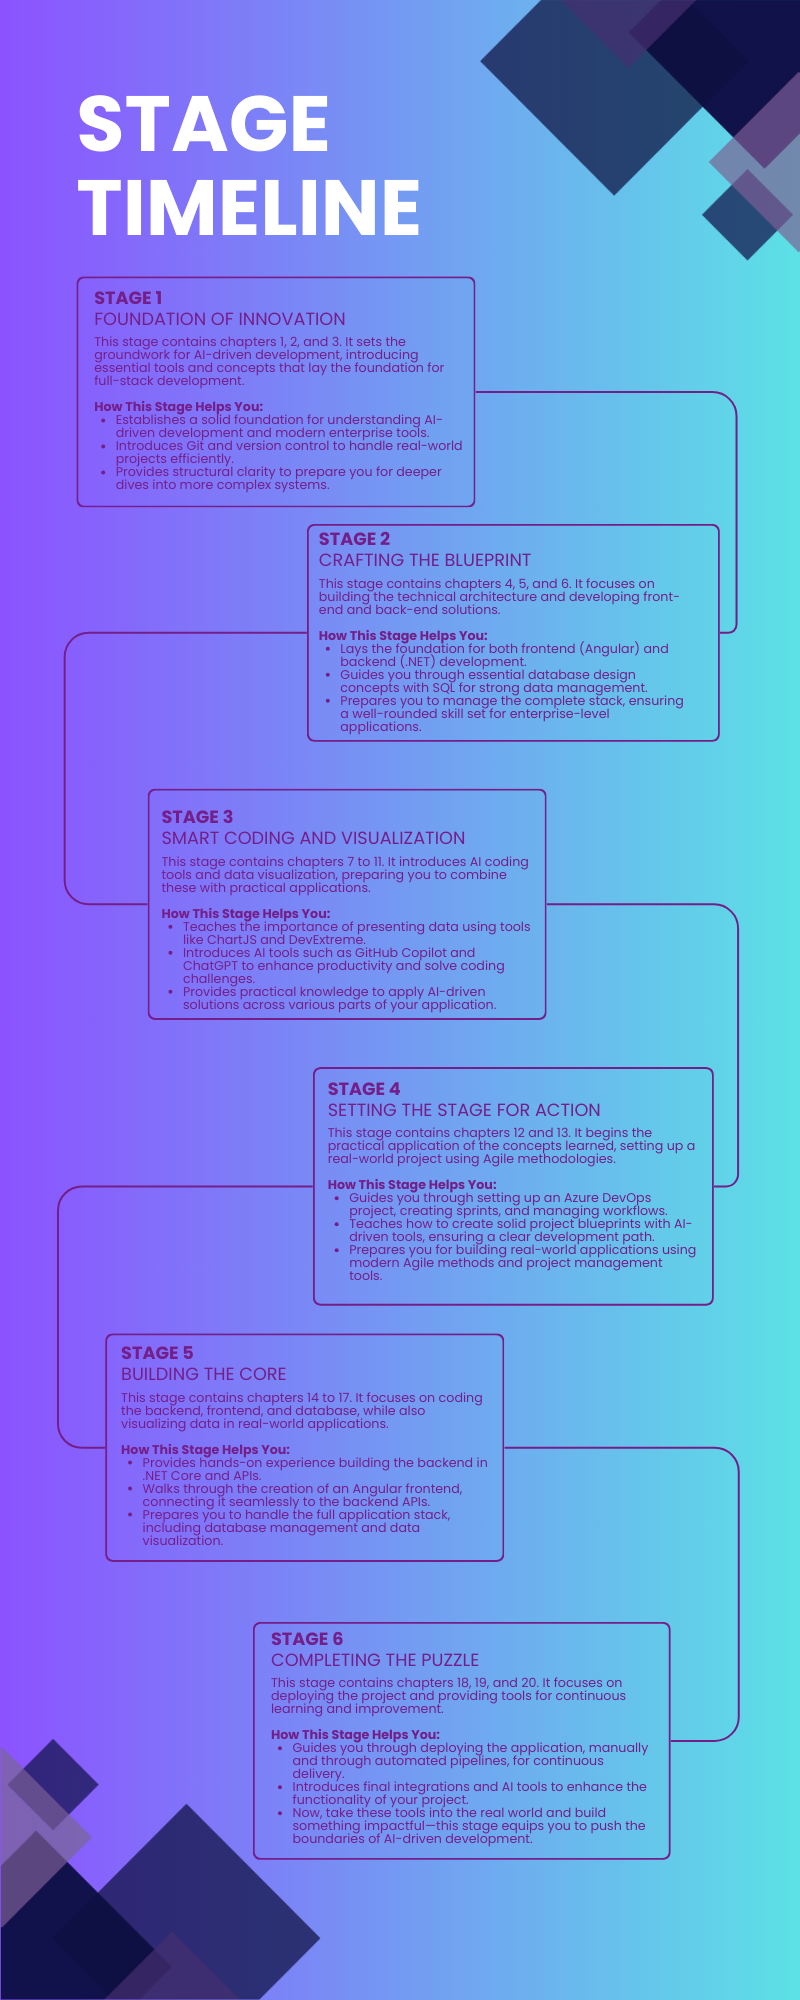 STAGE
TIMELINE
STAGE 1
FOUNDATION OF INNOVATION
This stage contains chapters 1, 2, and 3. It sets the
groundwork for AI-driven development, introducing
essential tools and concepts that lay the foundation for
full-stack development.
How This Stage Helps You:
• Establishes a solid foundation for understanding AI-
driven development and modern enterprise tools.
• Introduces Git and version control to handle real-world
projects efficiently.
• Provides structural clarity to prepare you for deeper
dives into more complex systems.
STAGE 2
CRAFTING THE BLUEPRINT
This stage contains chapters 4, 5, and 6. It focuses on
building the technical architecture and developing front-
end and back-end solutions.
How This Stage Helps You:
• Lays the foundation for both frontend (Angular) and
backend (.NET) development.
• Guides you through essential database design
concepts with SQL for strong data management.
• Prepares you to manage the complete stack, ensuring
a well-rounded skill set for enterprise-level
applications.
STAGE 3
SMART CODING AND VISUALIZATION
This stage contains chapters 7 to 11. It introduces AI coding
tools and data visualization, preparing you to combine
these with practical applications.
How This Stage Helps You:
• Teaches the importance of presenting data using tools
like ChartJS and DevExtreme.
• Introduces AI tools such as GitHub Copilot and
ChatGPT to enhance productivity and solve coding
challenges.
• Provides practical knowledge to apply AI-driven
solutions across various parts of your application.
STAGE 4
SETTING THE STAGE FOR ACTION
This stage contains chapters 12 and 13. It begins the
practical application of the concepts learned, setting up a
real-world project using Agile methodologies.
How This Stage Helps You:
• Guides you through setting up an Azure DevOps
project, creating sprints, and managing workflows.
• Teaches how to create solid project blueprints with AI-
driven tools, ensuring a clear development path.
• Prepares you for building real-world applications using
modern Agile methods and project management
tools.
STAGE 5
BUILDING THE CORE
This stage contains chapters 14 to 17. It focuses on coding
the backend, frontend, and database, while also
visualizing data in real-world applications.
How This Stage Helps You:
• Provides hands-on experience building the backend in
.NET Core and APIs.
• Walks through the creation of an Angular frontend,
connecting it seamlessly to the backend APIs.
• Prepares you to handle the full application stack,
including database management and data
visualization.
STAGE 6
COMPLETING THE PUZZLE
This stage contains chapters 18, 19, and 20. It focuses on
deploying the project and providing tools for continuous
learning and improvement.
How This Stage Helps You:
• Guides you through deploying the application, manually
and through automated pipelines, for continuous
delivery.
• Introduces final integrations and AI tools to enhance the
functionality of your project.
• Now, take these tools into the real world and build
something impactful—this stage equips you to push the
boundaries of AI-driven development.